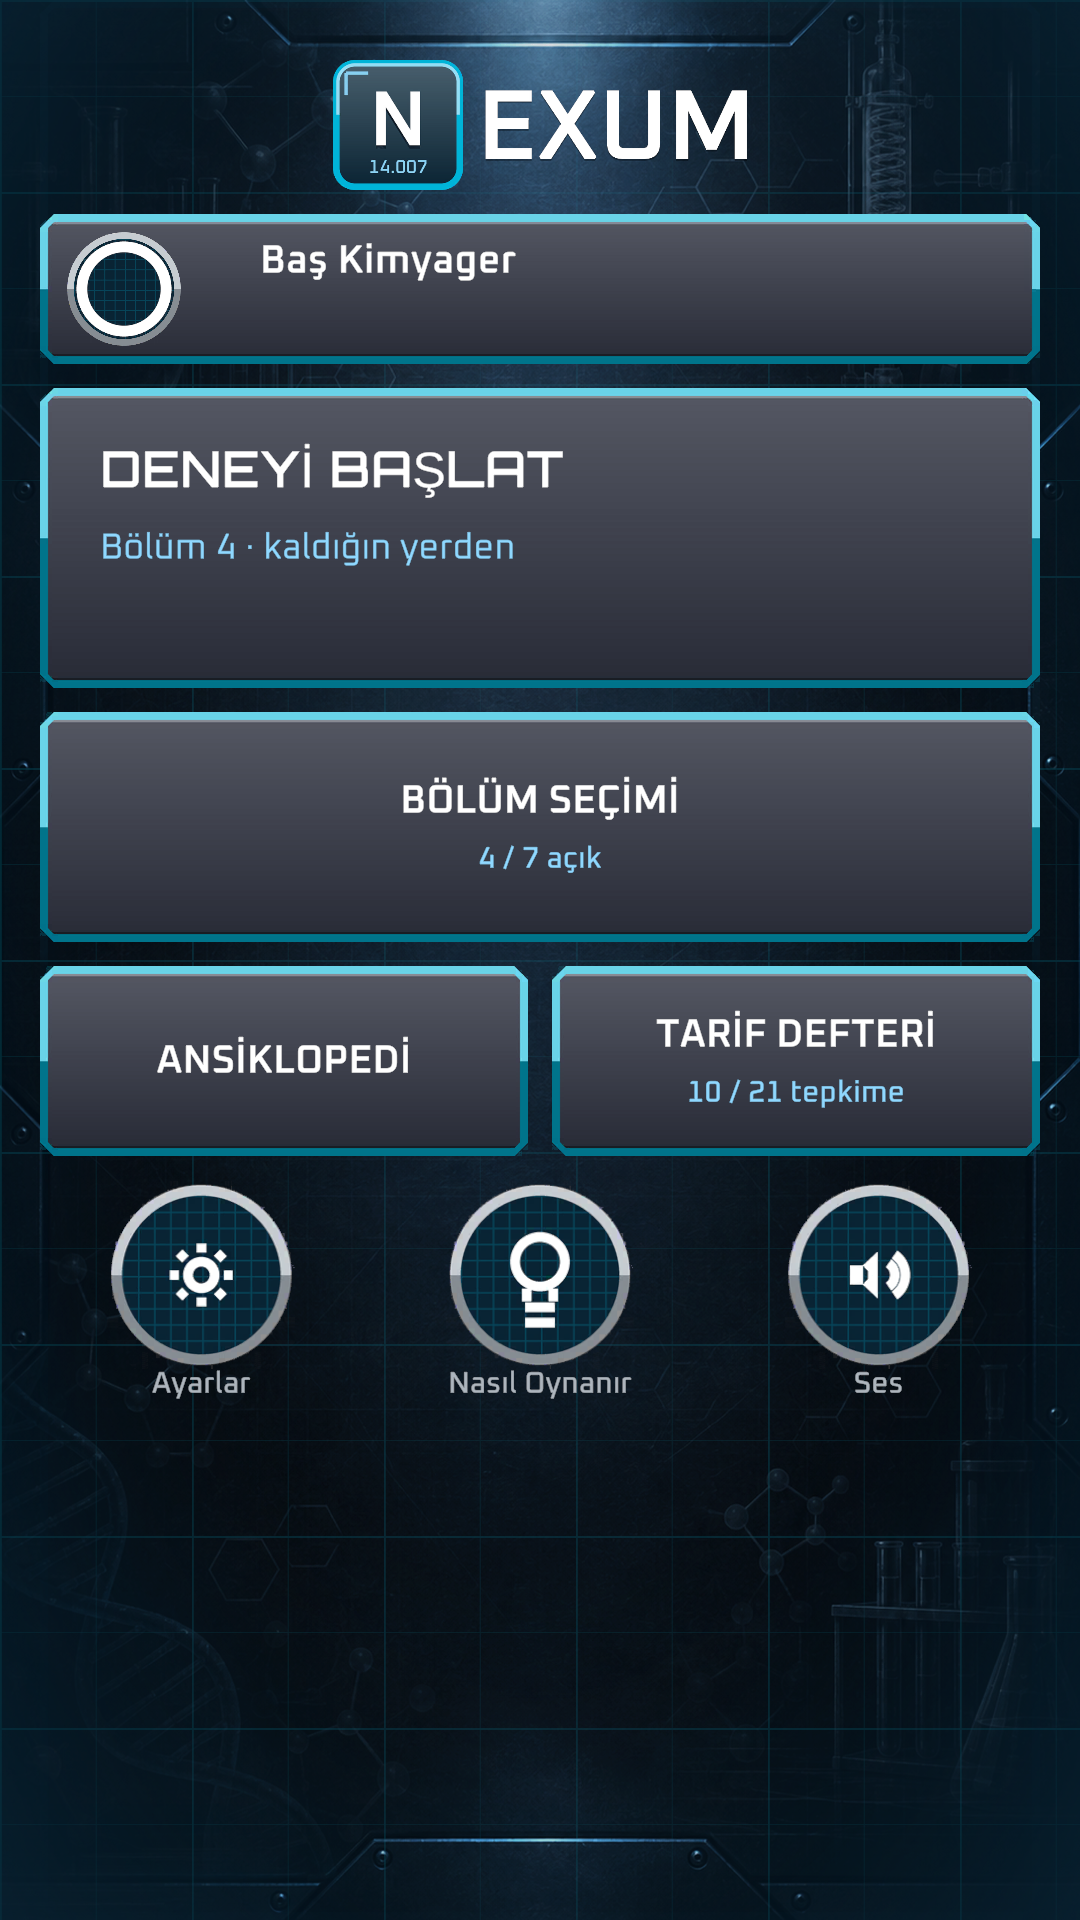 N EXUM
14.007
Baş Kimyager
DENEYİ BAŞLAT
Bölüm 4 · kaldığın yerden
BÖLÜM SEÇİMİ
4 / 7 açık
ANSİKLOPEDİ
TARİF DEFTERİ
10 / 21 tepkime
Ayarlar
Nasıl Oynanır
Ses